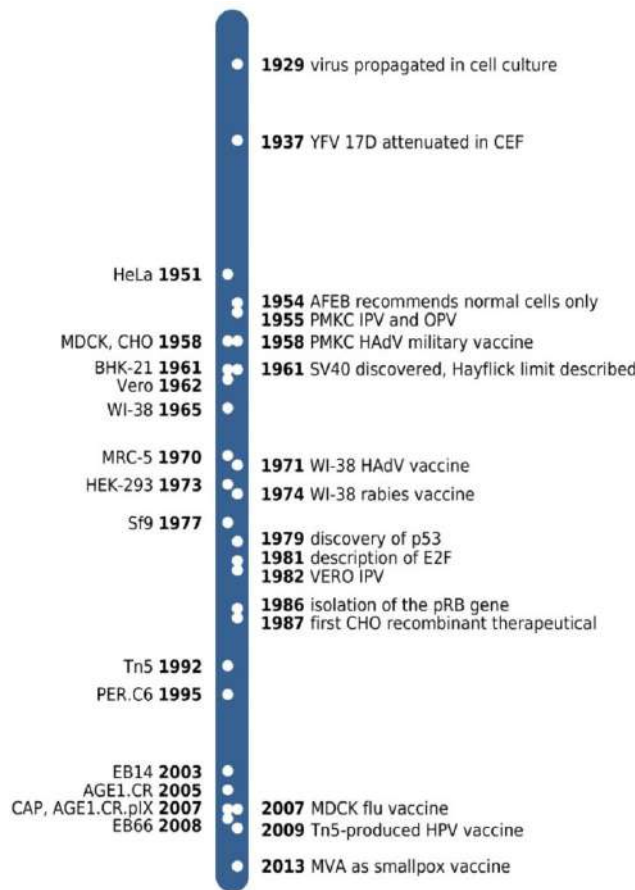 1929 virus propagated in cell culture
1937 YFV 17D attenuated in CEF
HeLa 1951
1954 AFEB recommends normal cells only
1955 PMKC IPV and OPV
MDCK, CHO 1958
1958 PMKC HAdV military vaccine
BHK-21 1961
1961 SV40 discovered, Hayflick limit described
Vero 1962
WI-38 1965
MRC-5 1970
1971 WI-38 HAdV vaccine
HEK-293 1973
1974 WI-38 rabies vaccine
Sf9 1977
1979 discovery of p53
1981 description of E2F
1982 VERO IPV
1986 isolation of the pRB gene
1987 first CHO recombinant therapeutical
Tn5 1992
PER.C6 1995
EB14 2003
AGE1.CR 2005
CAP, AGE1.CR.pIX 2007
2007 MDCK flu vaccine
EB66 2008
2009 Tn5-produced HPV vaccine
2013 MVA as smallpox vaccine